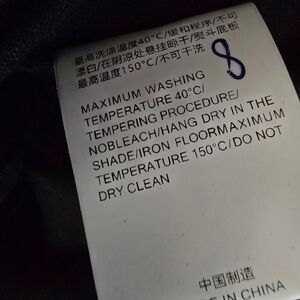 最高洗涤温度40℃/缓和程序/不可
漂白/在阴凉处悬挂晾干/熨斗底板
最高温度150℃/不可干洗
8
MAXIMUM WASHING
TEMPERATURE 40℃/
TEMPERING PROCEDURE/
NOBLEACH/HANG DRY IN THE
SHADE/IRON FLOORMAXIMUM
TEMPERATURE 150℃/DO NOT
DRY CLEAN
中国制造
IN CHINA